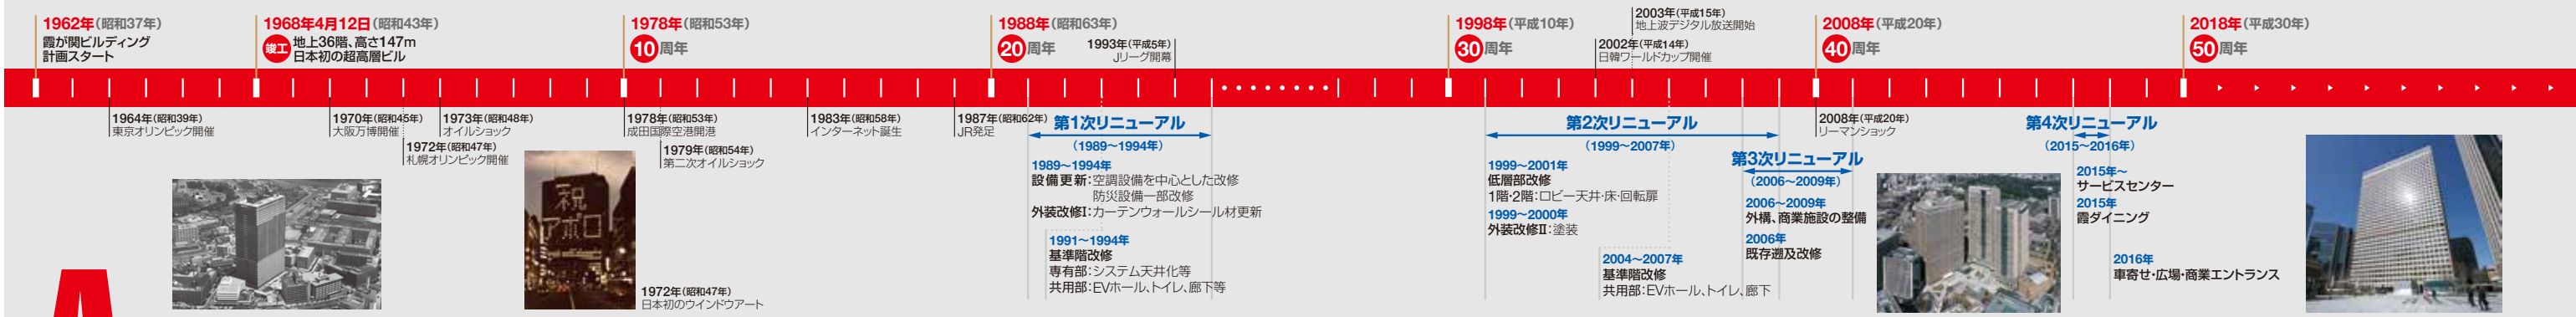 1962年(昭和37年)
霞が関ビルディング
計画スタート
1968年4月12日(昭和43年)
竣工
地上36階、高さ147m
日本初の超高層ビル
1978年(昭和53年)
10周年
1988年(昭和63年)
20周年
1993年(平成5年)
Jリーグ開幕
1998年(平成10年)
30周年
2003年(平成15年)
地上波デジタル放送開始
2002年(平成14年)
日韓ワールドカップ開催
2008年(平成20年)
40周年
2018年(平成30年)
50周年
1964年(昭和39年)
東京オリンピック開催
1970年(昭和45年)
大阪万博開催
1972年(昭和47年)
札幌オリンピック開催
1973年(昭和48年)
オイルショック
1978年(昭和53年)
成田国際空港開港
1979年(昭和54年)
第二次オイルショック
1983年(昭和58年)
インターネット誕生
1987年(昭和62年)
JR発足
祝
アポロ
1972年(昭和47年)
日本初のウインドウアート
第1次リニューアル
(1989〜1994年)
1989〜1994年
設備更新:空調設備を中心とした改修
防災設備一部改修
外装改修I:カーテンウォールシール材更新
1991〜1994年
基準階改修
専有部:システム天井化等
共用部:EVホール、トイレ、廊下等
第2次リニューアル
(1999〜2007年)
1999〜2001年
低層部改修
1階・2階:ロビー天井・床・回転扉
1999〜2000年
外装改修II:塗装
2004〜2007年
基準階改修
共用部:EVホール、トイレ、廊下
第3次リニューアル
(2006〜2009年)
2006〜2009年
外構、商業施設の整備
2006年
既存遡及改修
2008年(平成20年)
リーマンショック
第4次リニューアル
(2015〜2016年)
2015年〜
サービスセンター
2015年
霞ダイニング
2016年
車寄せ・広場・商業エントランス